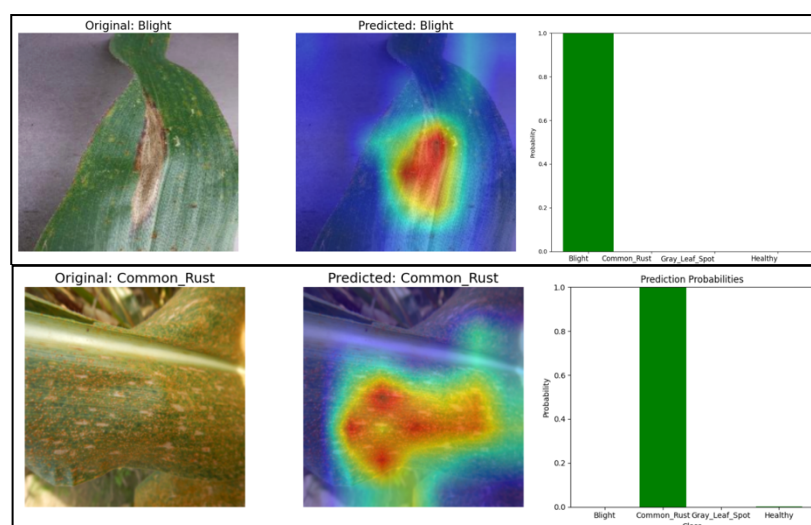 Original: Blight
Predicted: Blight
1.0
0.8
0.6
0.4
0.2
0.0
Probability
Blight Common_Rust Gray_Leaf_Spot Healthy
Original: Common_Rust
Predicted: Common_Rust
Prediction Probabilities
1.0
0.8
0.6
0.4
0.2
0.0
Probability
Blight Common_Rust Gray_Leaf_Spot Healthy